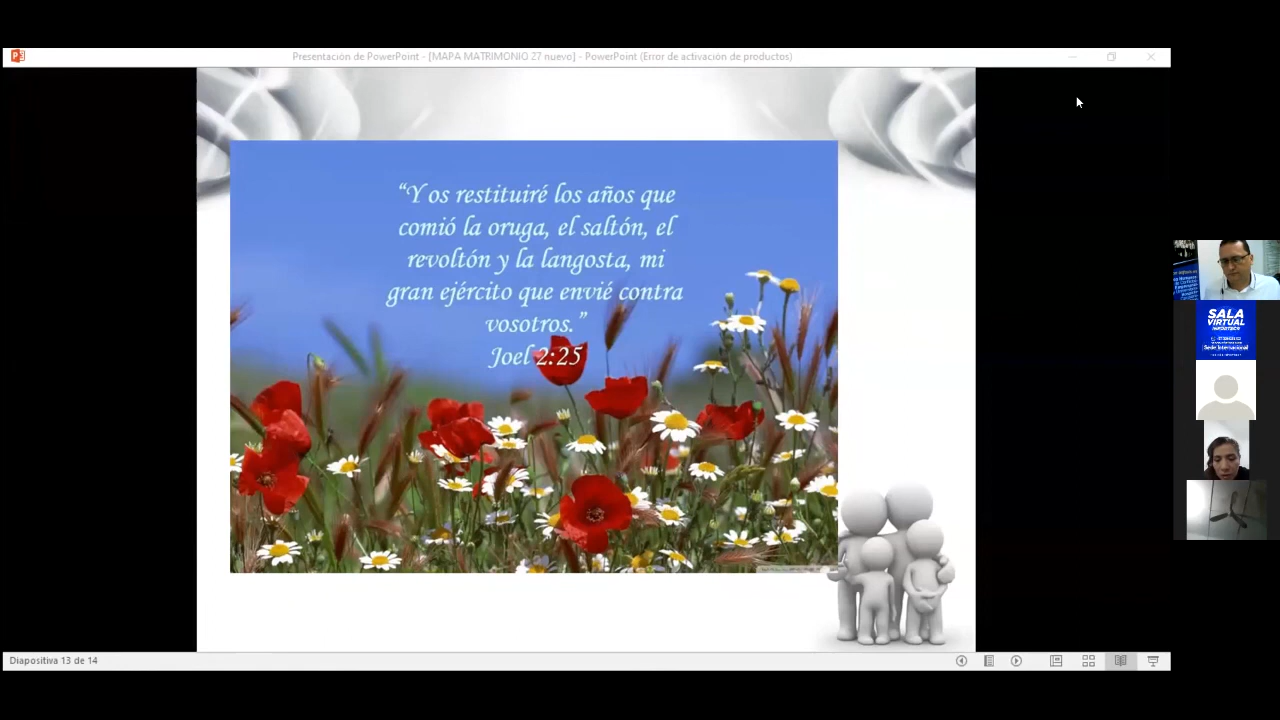 Presentación de PowerPoint - [MAPA MATRIMONIO 27 nuevo] - PowerPoint (Error de activación de productos)
“Y os restituiré los años que
comió la oruga, el saltón, el
revoltón y la langosta, mi
gran ejército que envié contra
vosotros.”
Joel 2:25
SALA
VIRTUAL
Sede Internacional
Diapositiva 13 de 14